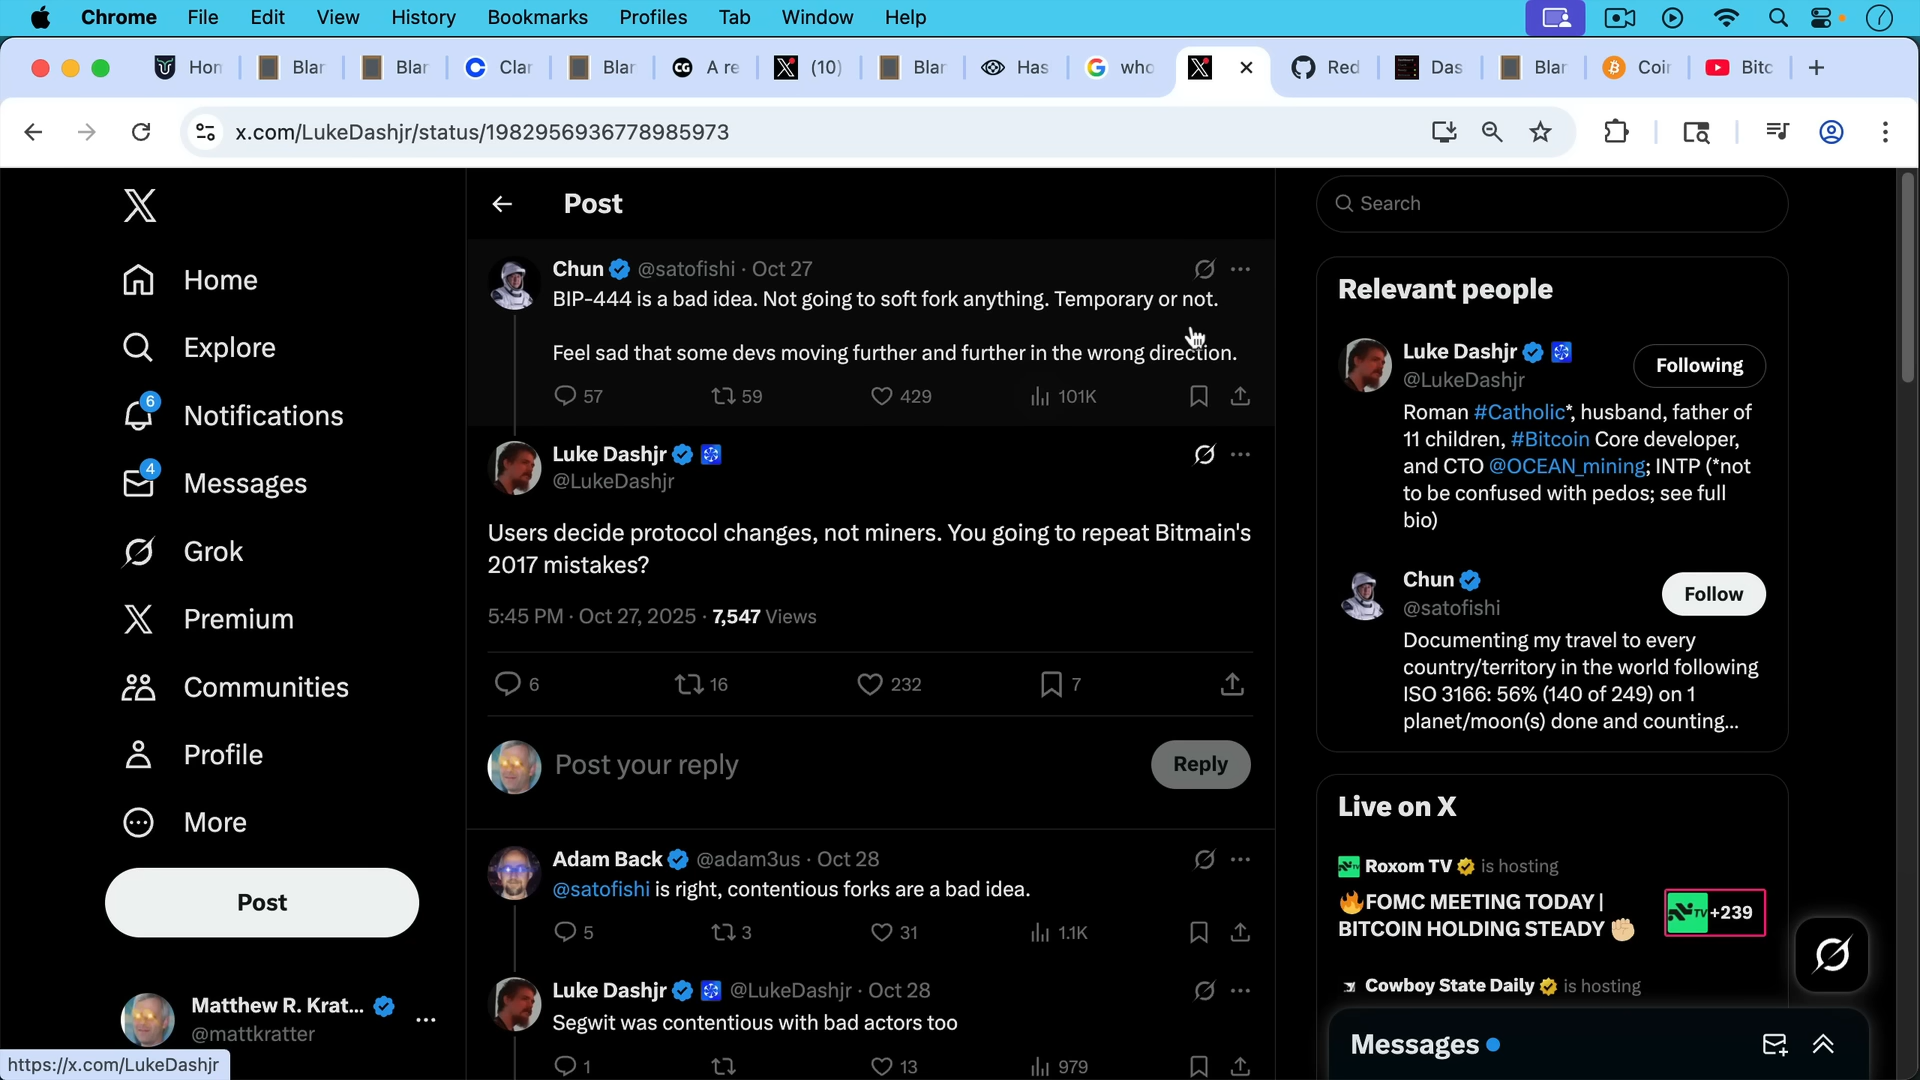 Chrome File Edit View History Bookmarks Profiles Tab Window Help
Hon Blar Blar Clar Blar A re (10) Blar Has who Red Das Blar Coin Bitc
x.com/LukeDashjr/status/1982956936778985973
Post
Search
Home
Explore
6
Notifications
4
Messages
Grok
Premium
Communities
Profile
More
Post
Matthew R. Krat...
@mattkratter
https://x.com/LukeDashjr
Chun @satofishi · Oct 27
BIP-444 is a bad idea. Not going to soft fork anything. Temporary or not.
Feel sad that some devs moving further and further in the wrong direction.
57 59 429 101K
Luke Dashjr
@LukeDashjr
Users decide protocol changes, not miners. You going to repeat Bitmain's
2017 mistakes?
5:45 PM · Oct 27, 2025 · 7,547 Views
6 16 232 7
Post your reply
Reply
Adam Back @adam3us · Oct 28
@satofishi is right, contentious forks are a bad idea.
5 3 31 1.1K
Luke Dashjr @LukeDashjr · Oct 28
Segwit was contentious with bad actors too
1 13 979
Relevant people
Luke Dashjr
@LukeDashjr
Following
Roman #Catholic*, husband, father of
11 children, #Bitcoin Core developer,
and CTO @OCEAN_mining; INTP (*not
to be confused with pedos; see full
bio)
Chun
@satofishi
Follow
Documenting my travel to every
country/territory in the world following
ISO 3166: 56% (140 of 249) on 1
planet/moon(s) done and counting...
Live on X
Roxom TV is hosting
🔥FOMC MEETING TODAY |
BITCOIN HOLDING STEADY ✊🏻
TV +239
Cowboy State Daily is hosting
Messages